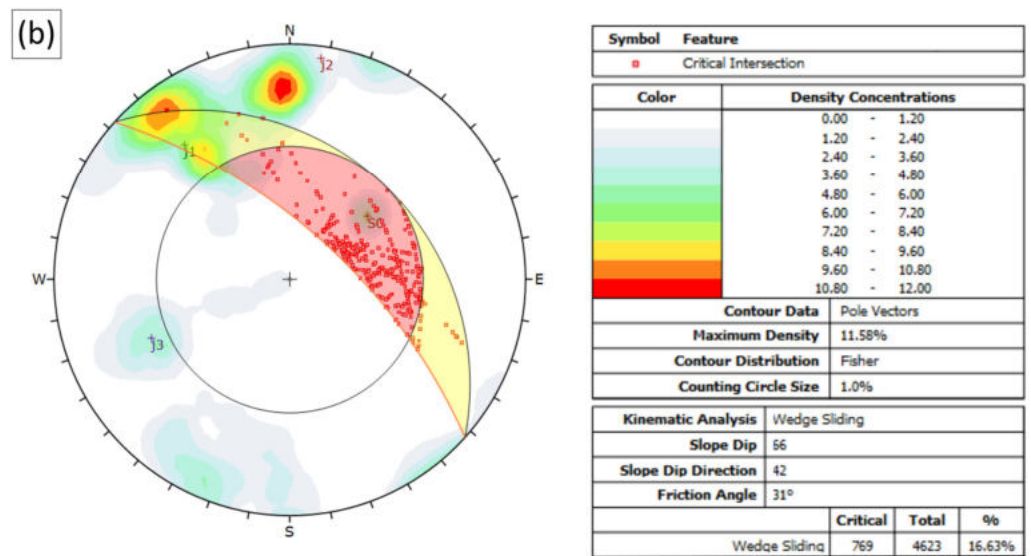 (b)
N
j2
j1
S0
W
E
j3
S
Symbol Feature
Critical Intersection
Color Density Concentrations
0.00 - 1.20
1.20 - 2.40
2.40 - 3.60
3.60 - 4.80
4.80 - 6.00
6.00 - 7.20
7.20 - 8.40
8.40 - 9.60
9.60 - 10.80
10.80 - 12.00
Contour Data Pole Vectors
Maximum Density 11.58%
Contour Distribution Fisher
Counting Circle Size 1.0%
Kinematic Analysis Wedge Sliding
Slope Dip 66
Slope Dip Direction 42
Friction Angle 31º
Critical Total %
Wedge Sliding 769 4623 16.63%